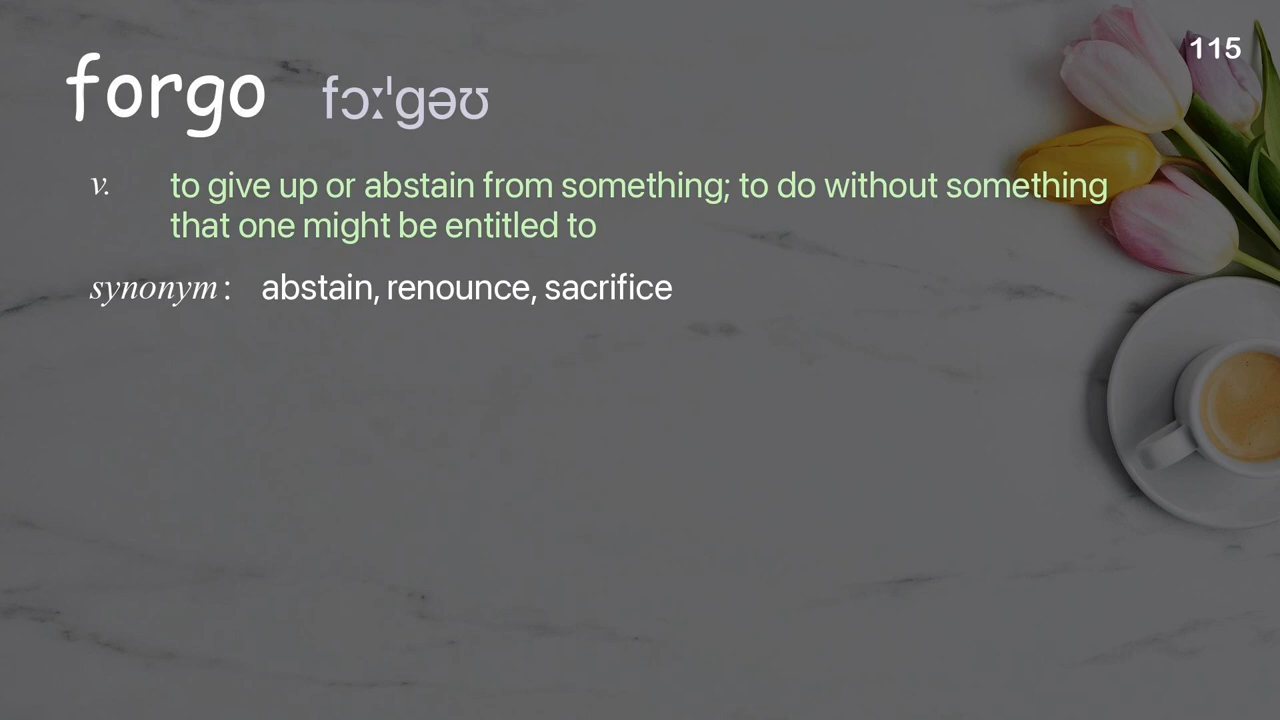 115
forgo fɔːˈgəʊ
v. to give up or abstain from something; to do without something
that one might be entitled to
synonym: abstain, renounce, sacrifice